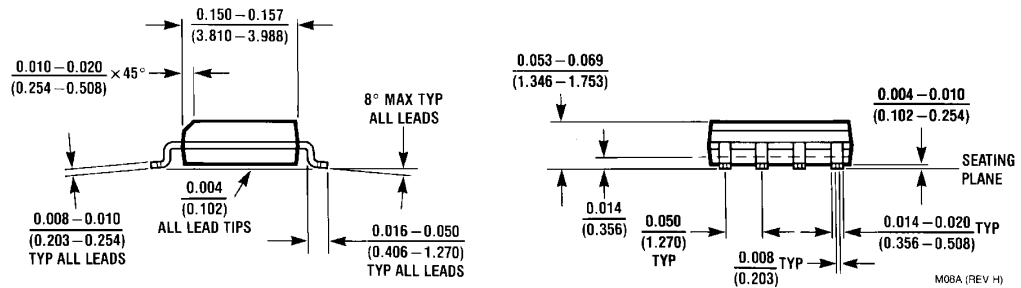 0.150 – 0.157
(3.810 – 3.988)
0.010 – 0.020
(0.254 – 0.508)
× 45°
8° MAX TYP
ALL LEADS
0.004
(0.102)
ALL LEAD TIPS
0.008 – 0.010
(0.203 – 0.254)
TYP ALL LEADS
0.016 – 0.050
(0.406 – 1.270)
TYP ALL LEADS
0.053 – 0.069
(1.346 – 1.753)
0.004 – 0.010
(0.102 – 0.254)
SEATING
PLANE
0.014
(0.356)
0.050
(1.270)
TYP
0.014 – 0.020
(0.356 – 0.508)
TYP
0.008
(0.203)
TYP
M08A (REV H)